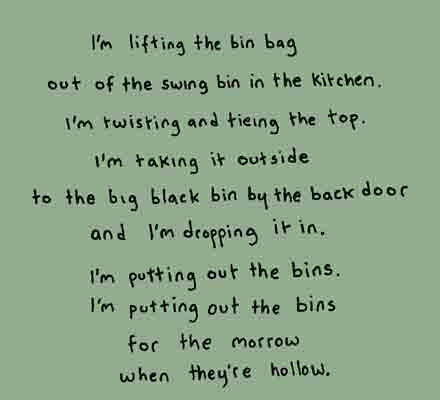 I'm lifting the bin bag
out of the swing bin in the kitchen.
I'm twisting and tieing the top.
I'm taking it outside
to the big black bin by the back door
and I'm dropping it in.
I'm putting out the bins.
I'm putting out the bins
for the morrow
when they're hollow.